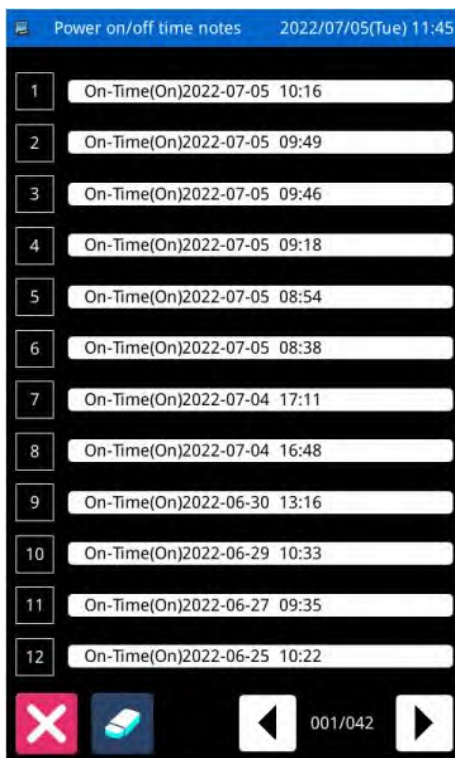 Power on/off time notes 2022/07/05(Tue) 11:45
1 On-Time(On)2022-07-05 10:16
2 On-Time(On)2022-07-05 09:49
3 On-Time(On)2022-07-05 09:46
4 On-Time(On)2022-07-05 09:18
5 On-Time(On)2022-07-05 08:54
6 On-Time(On)2022-07-05 08:38
7 On-Time(On)2022-07-04 17:11
8 On-Time(On)2022-07-04 16:48
9 On-Time(On)2022-06-30 13:16
10 On-Time(On)2022-06-29 10:33
11 On-Time(On)2022-06-27 09:35
12 On-Time(On)2022-06-25 10:22
001/042